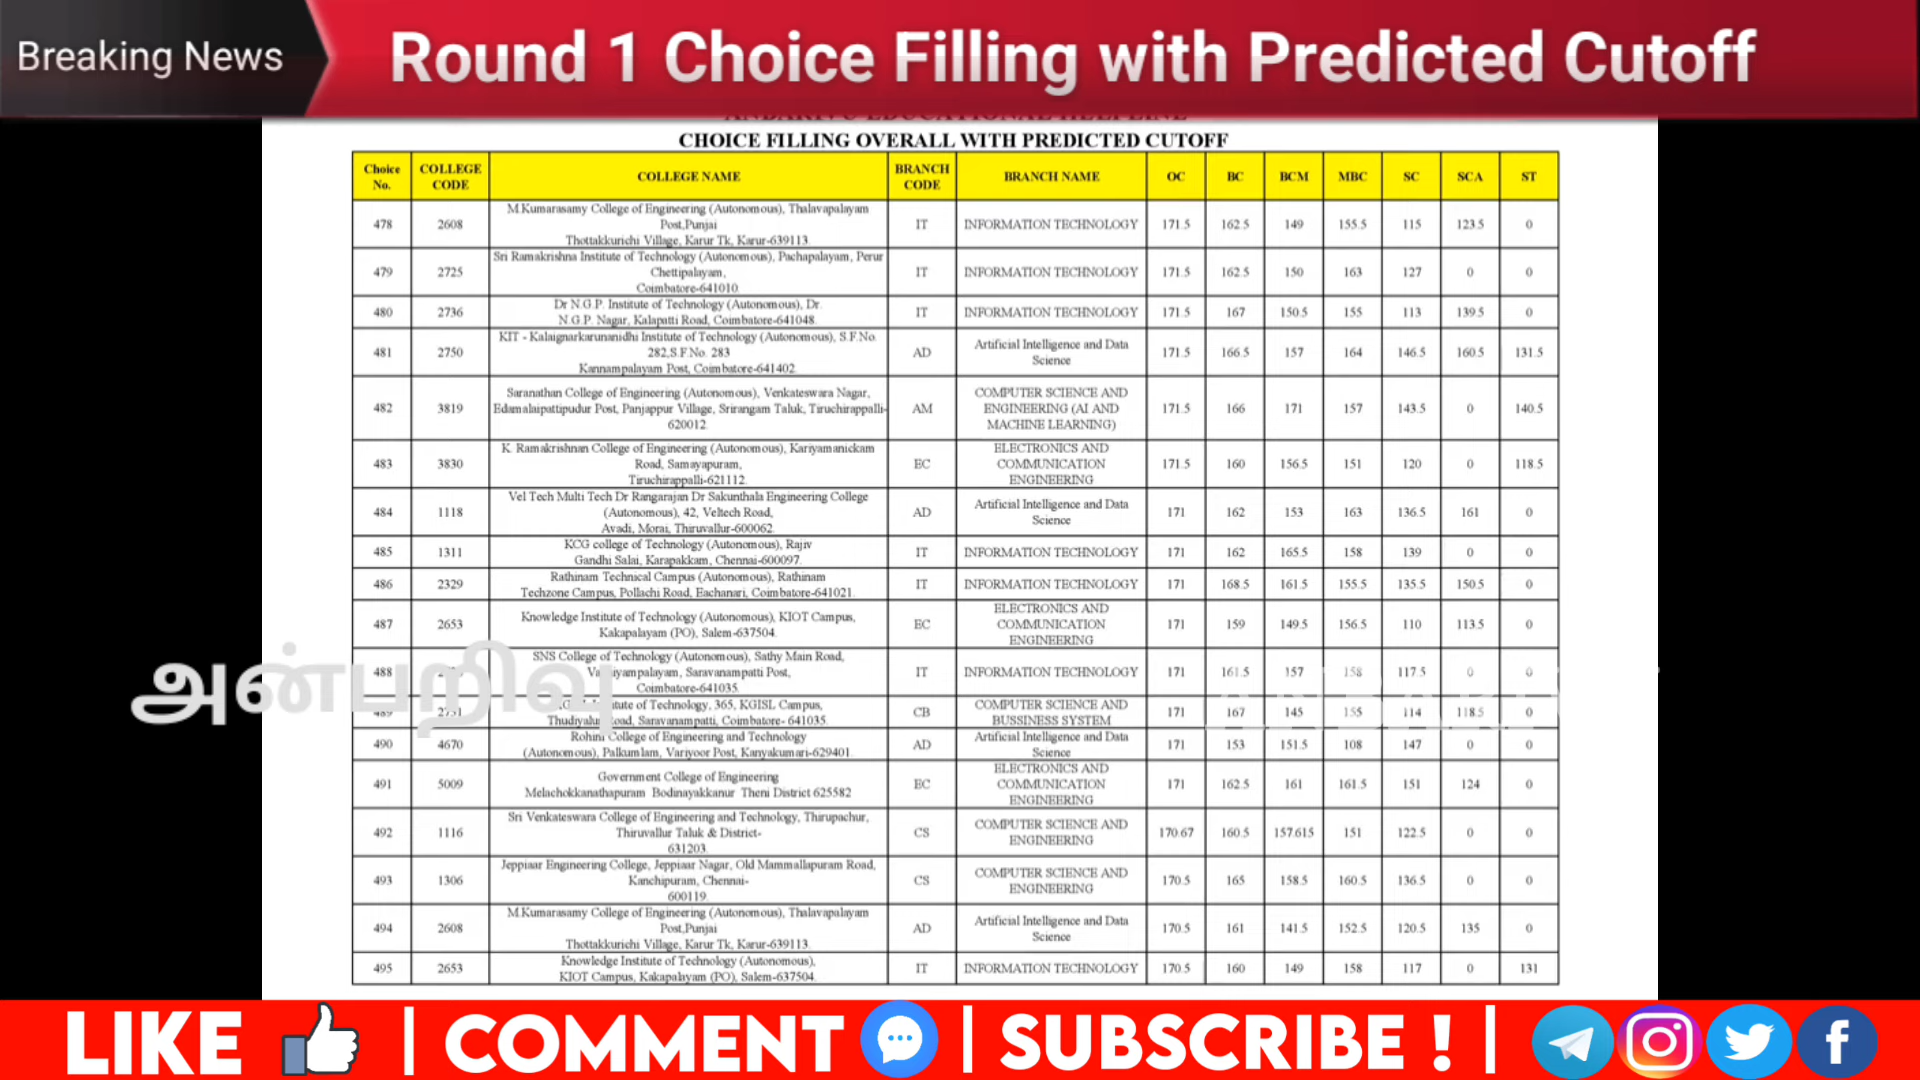 Breaking News
Round 1 Choice Filling with Predicted Cutoff
CHOICE FILLING OVERALL WITH PREDICTED CUTOFF
Choice No. COLLEGE CODE COLLEGE NAME BRANCH CODE BRANCH NAME OC BC BCM MBC SC SCA ST
478 2608 M.Kumarasamy College of Engineering (Autonomous), Thalavapalayam Post,Punjai Thottakkurichi Village, Karur Tk, Karur-639113. IT INFORMATION TECHNOLOGY 171.5 162.5 149 155.5 115 123.5 0
479 2725 Sri Ramakrishna Institute of Technology (Autonomous), Pachapalayam, Perur Chettipalayam, Coimbatore-641010. IT INFORMATION TECHNOLOGY 171.5 162.5 150 163 127 0 0
480 2736 Dr N.G.P. Institute of Technology (Autonomous), Dr. N.G.P. Nagar, Kalapatti Road, Coimbatore-641048. IT INFORMATION TECHNOLOGY 171.5 167 150.5 155 113 139.5 0
481 2750 KIT - Kalaignarkarunanidhi Institute of Technology (Autonomous), S.F.No. 282,S.F.No. 283 Kannampalayam Post, Coimbatore-641402. AD Artificial Intelligence and Data Science 171.5 166.5 157 164 146.5 160.5 131.5
482 3819 Saranathan College of Engineering (Autonomous), Venkateswara Nagar, Edamalaipattipudur Post, Panjappur Village, Srirangam Taluk, Tiruchirappalli-620012. AM COMPUTER SCIENCE AND ENGINEERING (AI AND MACHINE LEARNING) 171.5 166 171 157 143.5 0 140.5
483 3830 K. Ramakrishnan College of Engineering (Autonomous), Kariyamanickam Road, Samayapuram, Tiruchirappalli-621112. EC ELECTRONICS AND COMMUNICATION ENGINEERING 171.5 160 156.5 151 120 0 118.5
484 1118 Vel Tech Multi Tech Dr Rangarajan Dr Sakunthala Engineering College (Autonomous), 42, Veltech Road, Avadi, Morai, Thiruvallur-600062. AD Artificial Intelligence and Data Science 171 162 153 163 136.5 161 0
485 1311 KCG college of Technology (Autonomous), Rajiv Gandhi Salai, Karapakkam, Chennai-600097. IT INFORMATION TECHNOLOGY 171 162 165.5 158 139 0 0
486 2329 Rathinam Technical Campus (Autonomous), Rathinam Techzone Campus, Pollachi Road, Eachanari, Coimbatore-641021. IT INFORMATION TECHNOLOGY 171 168.5 161.5 155.5 135.5 150.5 0
487 2653 Knowledge Institute of Technology (Autonomous), KIOT Campus, Kakapalayam (PO), Salem-637504. EC ELECTRONICS AND COMMUNICATION ENGINEERING 171 159 149.5 156.5 110 113.5 0
488 SNS College of Technology (Autonomous), Sathy Main Road, Saravanampatti Post, Coimbatore-641035. IT INFORMATION TECHNOLOGY 171 161.5 157 158 117.5 0 0
489 2751 of Technology, 365, KGISL Campus, Saravanampatti, Coimbatore- 641035. CB COMPUTER SCIENCE AND BUSSINESS SYSTEM 171 167 145 155 114 118.5 0
490 4670 Rohini College of Engineering and Technology (Autonomous), Palkumlam, Variyoor Post, Kanyakumari-629401. AD Artificial Intelligence and Data Science 171 153 151.5 108 147 0 0
491 5009 Government College of Engineering Melachokkanathapuram Bodinayakkanur Theni District 625582 EC ELECTRONICS AND COMMUNICATION ENGINEERING 171 162.5 161 161.5 151 124 0
492 1116 Sri Venkateswara College of Engineering and Technology, Thirupachur, Thiruvallur Taluk & District- 631203. CS COMPUTER SCIENCE AND ENGINEERING 170.67 160.5 157.615 151 122.5 0 0
493 1306 Jeppiaar Engineering College, Jeppiaar Nagar, Old Mammallapuram Road, Kanchipuram, Chennai- 600119. CS COMPUTER SCIENCE AND ENGINEERING 170.5 165 158.5 160.5 136.5 0 0
494 2608 M.Kumarasamy College of Engineering (Autonomous), Thalavapalayam Post,Punjai Thottakkurichi Village, Karur Tk, Karur-639113. AD Artificial Intelligence and Data Science 170.5 161 141.5 152.5 120.5 135 0
495 2653 Knowledge Institute of Technology (Autonomous), KIOT Campus, Kakapalayam (PO), Salem-637504. IT INFORMATION TECHNOLOGY 170.5 160 149 158 117 0 131
அன்பறிவு
LIKE | COMMENT | SUBSCRIBE ! |